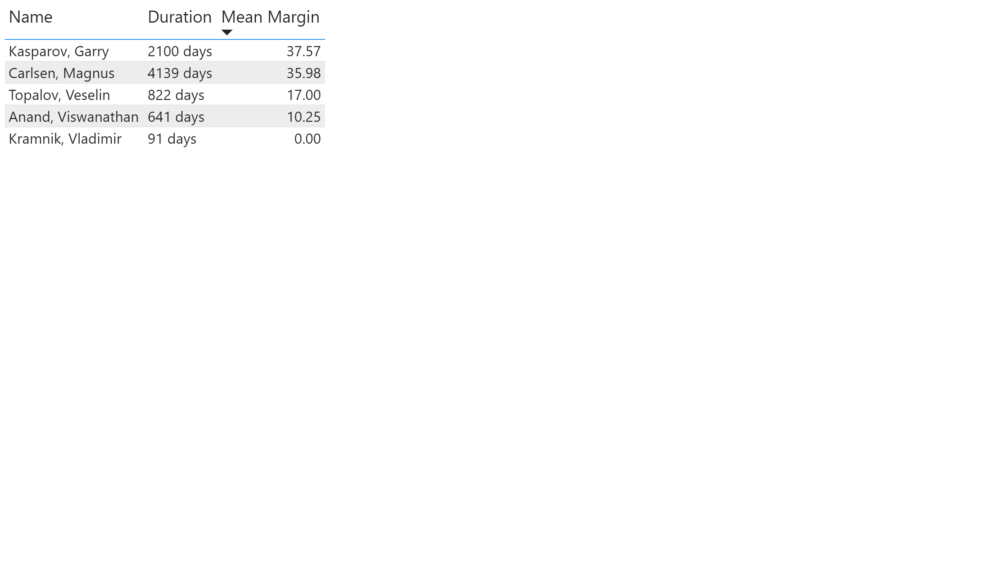 Name Duration Mean Margin
Kasparov, Garry 2100 days 37.57
Carlsen, Magnus 4139 days 35.98
Topalov, Veselin 822 days 17.00
Anand, Viswanathan 641 days 10.25
Kramnik, Vladimir 91 days 0.00